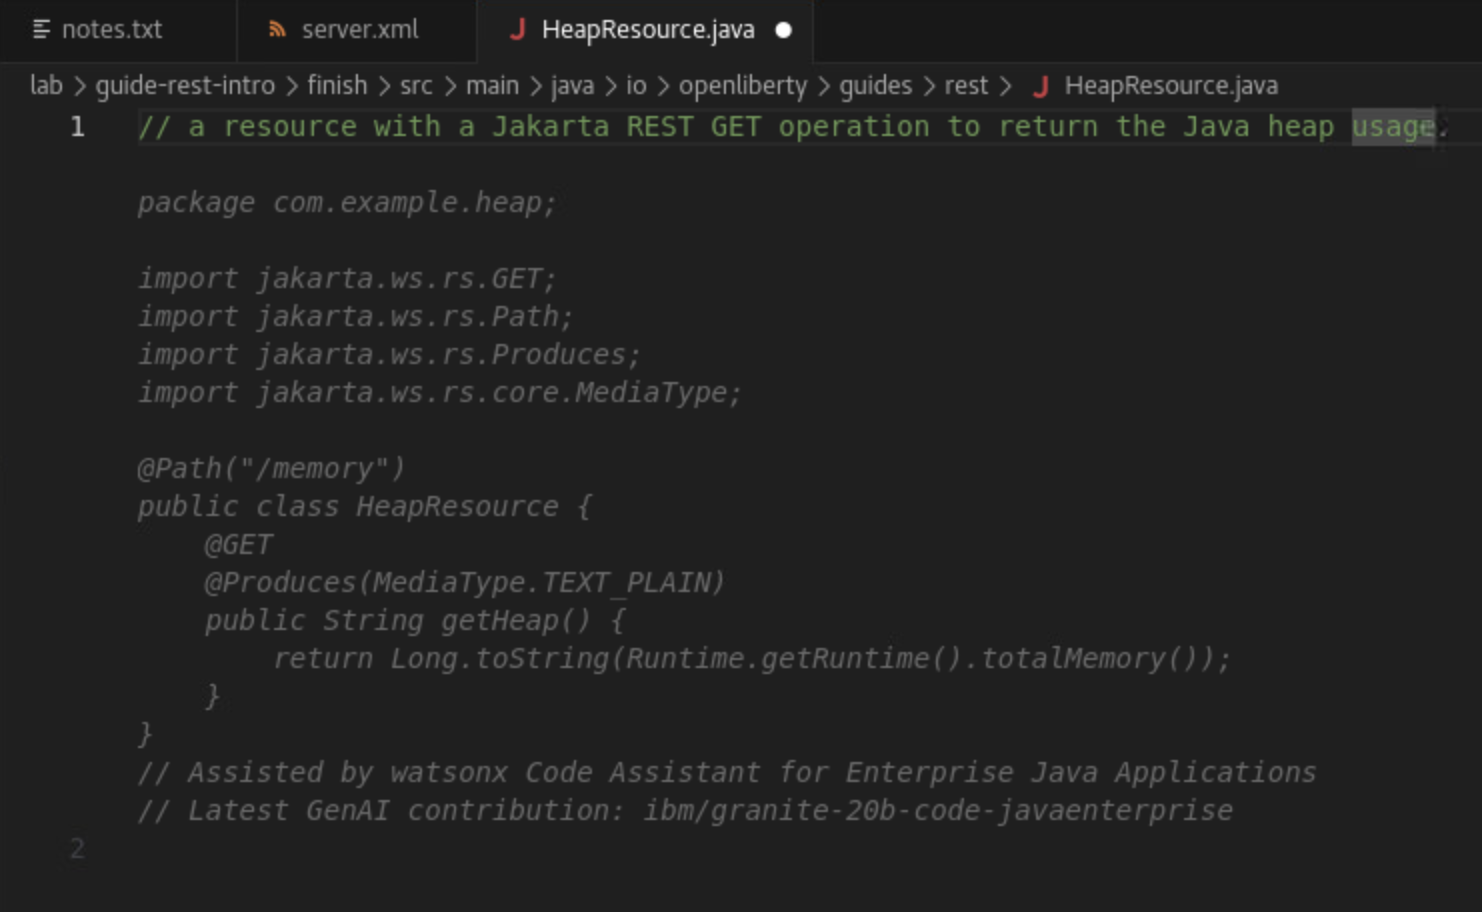 notes.txt server.xml HeapResource.java
lab > guide-rest-intro > finish > src > main > java > io > openliberty > guides > rest > HeapResource.java
1 // a resource with a Jakarta REST GET operation to return the Java heap usage.
package com.example.heap;
import jakarta.ws.rs.GET;
import jakarta.ws.rs.Path;
import jakarta.ws.rs.Produces;
import jakarta.ws.rs.core.MediaType;
@Path("/memory")
public class HeapResource {
@GET
@Produces(MediaType.TEXT_PLAIN)
public String getHeap() {
return Long.toString(Runtime.getRuntime().totalMemory());
}
}
// Assisted by watsonx Code Assistant for Enterprise Java Applications
// Latest GenAI contribution: ibm/granite-20b-code-javaenterprise
2